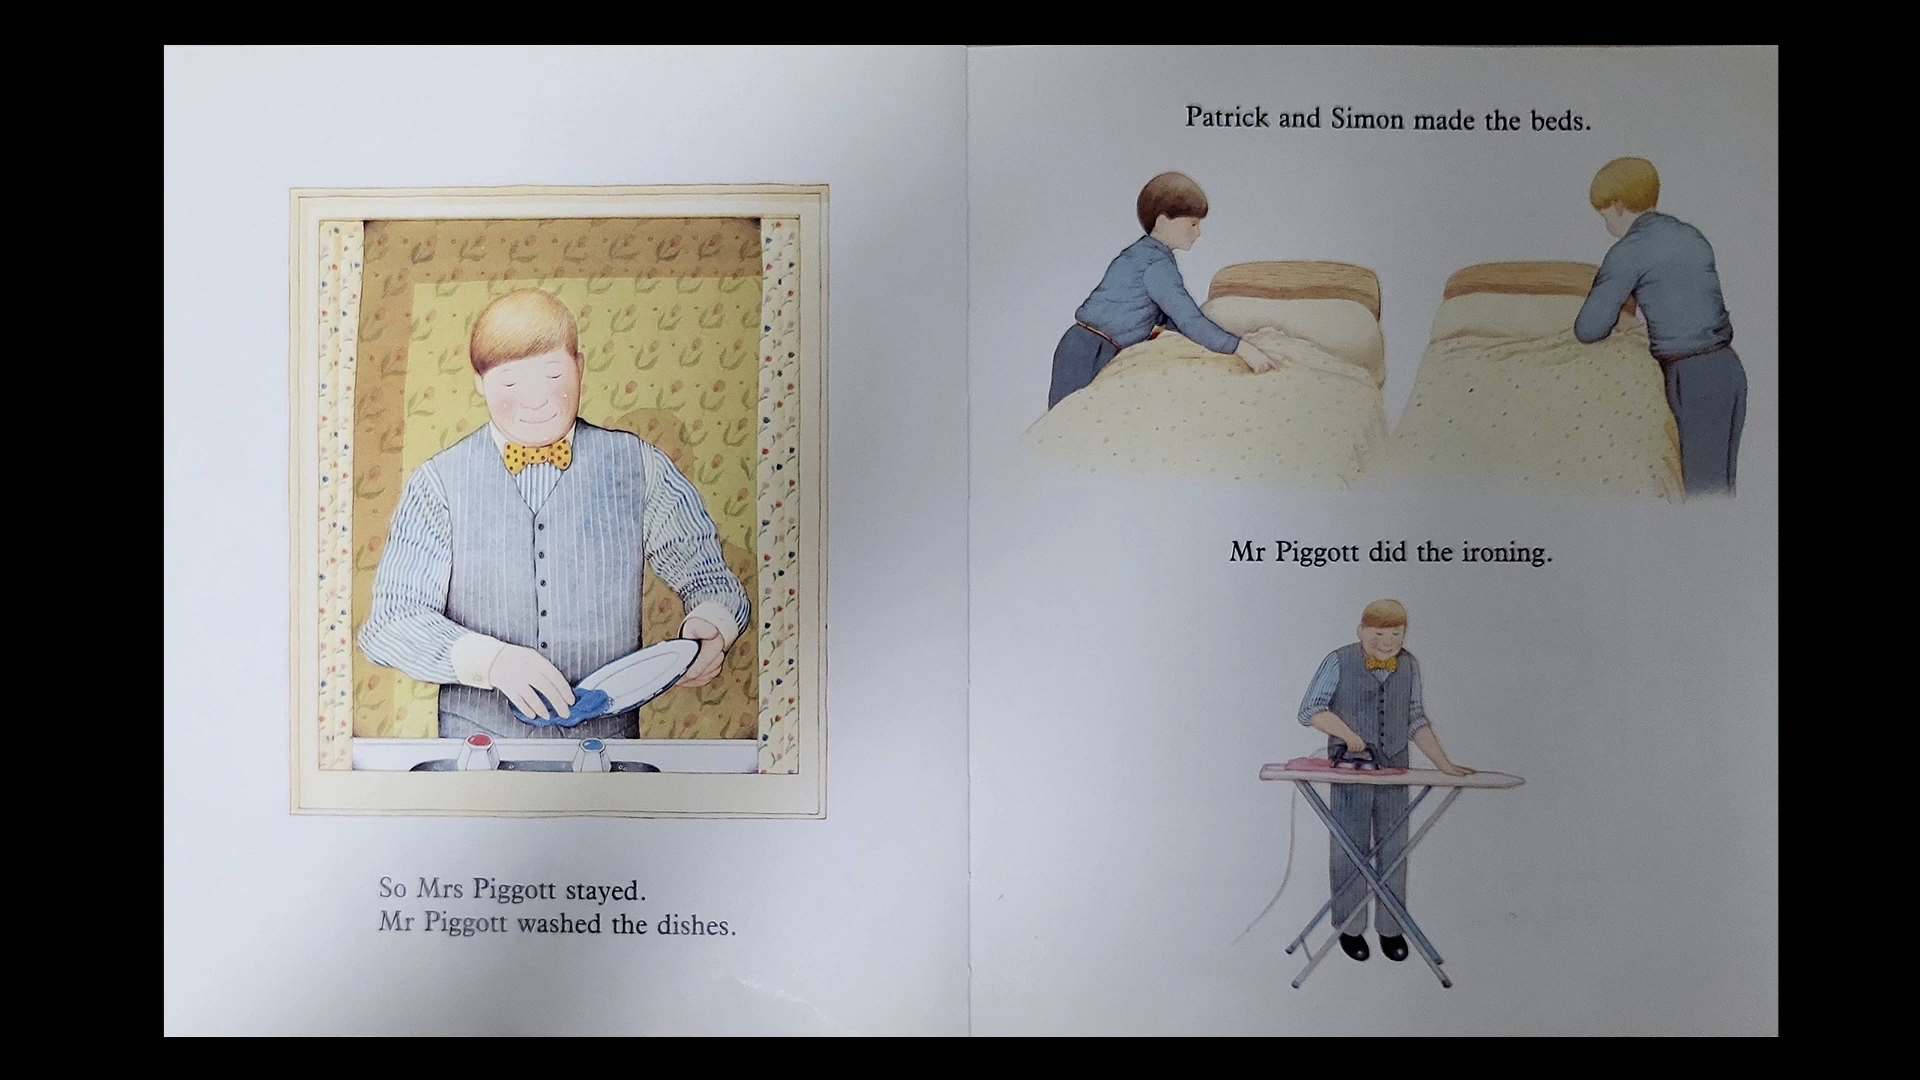 So Mrs Piggott stayed.
Mr Piggott washed the dishes.
Patrick and Simon made the beds.
Mr Piggott did the ironing.